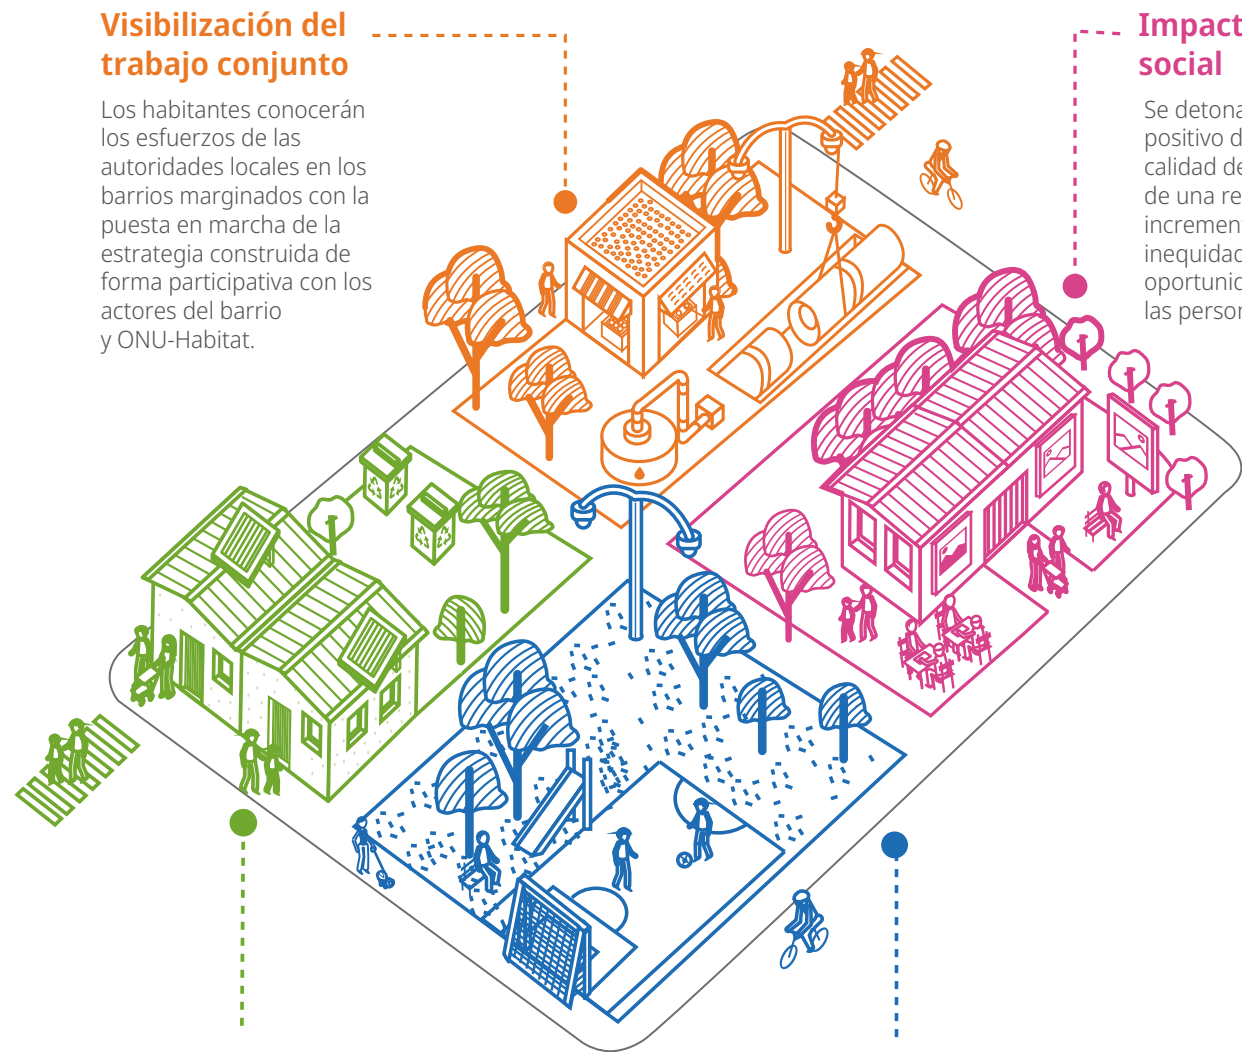 Visibilización del
trabajo conjunto
Los habitantes conocerán
los esfuerzos de las
autoridades locales en los
barrios marginados con la
puesta en marcha de la
estrategia construida de
forma participativa con los
actores del barrio
y ONU-Habitat.
Impact
social
Se detona
positivo d
calidad de
de una re
increment
inequidad
oportunid
las person